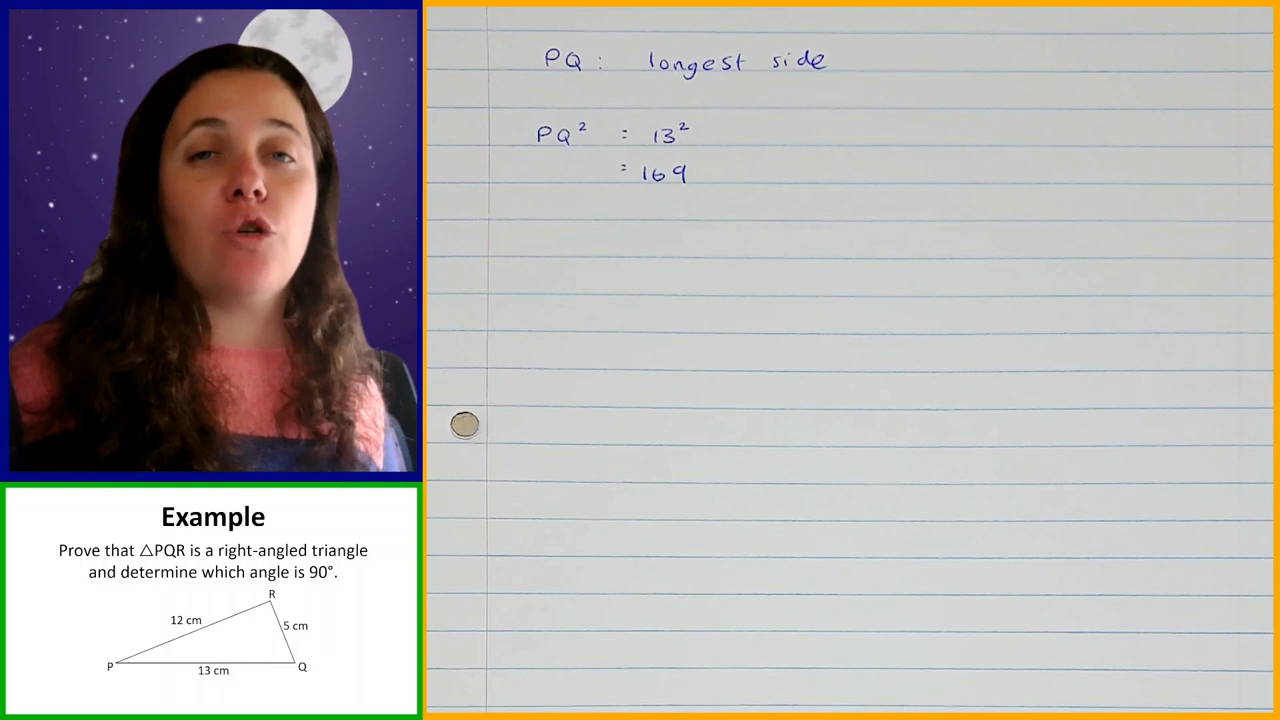 PQ : longest side
PQ² = 13²
= 169
Example
Prove that △PQR is a right-angled triangle
and determine which angle is 90°.
R
12 cm
5 cm
P
Q
13 cm